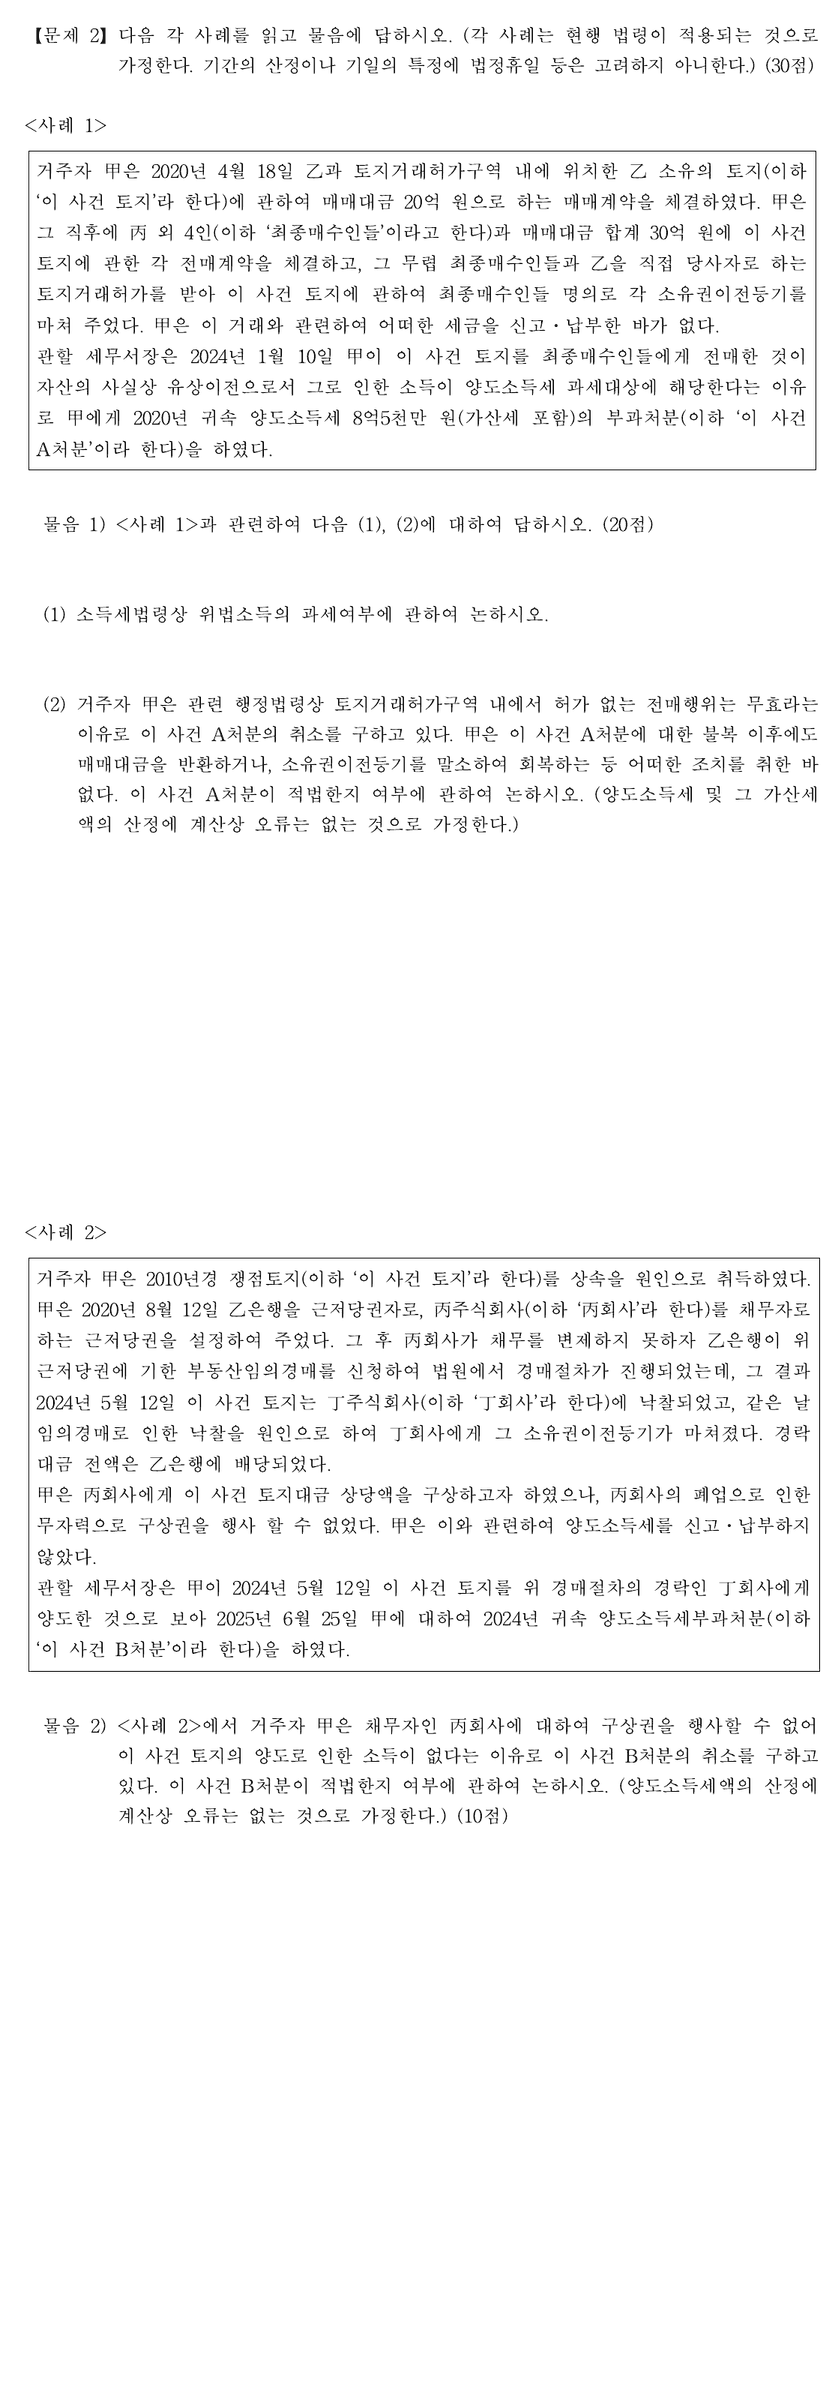 【문제 2】 다음 각 사례를 읽고 물음에 답하시오. (각 사례는 현행 법령이 적용되는 것으로
가정한다. 기간의 산정이나 기일의 특정에 법정휴일 등은 고려하지 아니한다.) (30점)
<사례 1>
거주자 甲은 2020년 4월 18일 乙과 토지거래허가구역 내에 위치한 乙 소유의 토지(이하
‘이 사건 토지’라 한다)에 관하여 매매대금 20억 원으로 하는 매매계약을 체결하였다. 甲은
그 직후에 丙 외 4인(이하 ‘최종매수인들’이라고 한다)과 매매대금 합계 30억 원에 이 사건
토지에 관한 각 전매계약을 체결하고, 그 무렵 최종매수인들과 乙을 직접 당사자로 하는
토지거래허가를 받아 이 사건 토지에 관하여 최종매수인들 명의로 각 소유권이전등기를
마쳐 주었다. 甲은 이 거래와 관련하여 어떠한 세금을 신고・납부한 바가 없다.
관할 세무서장은 2024년 1월 10일 甲이 이 사건 토지를 최종매수인들에게 전매한 것이
자산의 사실상 유상이전으로서 그로 인한 소득이 양도소득세 과세대상에 해당한다는 이유
로 甲에게 2020년 귀속 양도소득세 8억5천만 원(가산세 포함)의 부과처분(이하 ‘이 사건
A처분’이라 한다)을 하였다.
물음 1) <사례 1>과 관련하여 다음 (1), (2)에 대하여 답하시오. (20점)
(1) 소득세법령상 위법소득의 과세여부에 관하여 논하시오.
(2) 거주자 甲은 관련 행정법령상 토지거래허가구역 내에서 허가 없는 전매행위는 무효라는
이유로 이 사건 A처분의 취소를 구하고 있다. 甲은 이 사건 A처분에 대한 불복 이후에도
매매대금을 반환하거나, 소유권이전등기를 말소하여 회복하는 등 어떠한 조치를 취한 바
없다. 이 사건 A처분이 적법한지 여부에 관하여 논하시오. (양도소득세 및 그 가산세
액의 산정에 계산상 오류는 없는 것으로 가정한다.)
<사례 2>
거주자 甲은 2010년경 쟁점토지(이하 ‘이 사건 토지’라 한다)를 상속을 원인으로 취득하였다.
甲은 2020년 8월 12일 乙은행을 근저당권자로, 丙주식회사(이하 ‘丙회사’라 한다)를 채무자로
하는 근저당권을 설정하여 주었다. 그 후 丙회사가 채무를 변제하지 못하자 乙은행이 위
근저당권에 기한 부동산임의경매를 신청하여 법원에서 경매절차가 진행되었는데, 그 결과
2024년 5월 12일 이 사건 토지는 丁주식회사(이하 ‘丁회사’라 한다)에 낙찰되었고, 같은 날
임의경매로 인한 낙찰을 원인으로 하여 丁회사에게 그 소유권이전등기가 마쳐졌다. 경락
대금 전액은 乙은행에 배당되었다.
甲은 丙회사에게 이 사건 토지대금 상당액을 구상하고자 하였으나, 丙회사의 폐업으로 인한
무자력으로 구상권을 행사 할 수 없었다. 甲은 이와 관련하여 양도소득세를 신고・납부하지
않았다.
관할 세무서장은 甲이 2024년 5월 12일 이 사건 토지를 위 경매절차의 경락인 丁회사에게
양도한 것으로 보아 2025년 6월 25일 甲에 대하여 2024년 귀속 양도소득세부과처분(이하
‘이 사건 B처분’이라 한다)을 하였다.
물음 2) <사례 2>에서 거주자 甲은 채무자인 丙회사에 대하여 구상권을 행사할 수 없어
이 사건 토지의 양도로 인한 소득이 없다는 이유로 이 사건 B처분의 취소를 구하고
있다. 이 사건 B처분이 적법한지 여부에 관하여 논하시오. (양도소득세액의 산정에
계산상 오류는 없는 것으로 가정한다.) (10점)